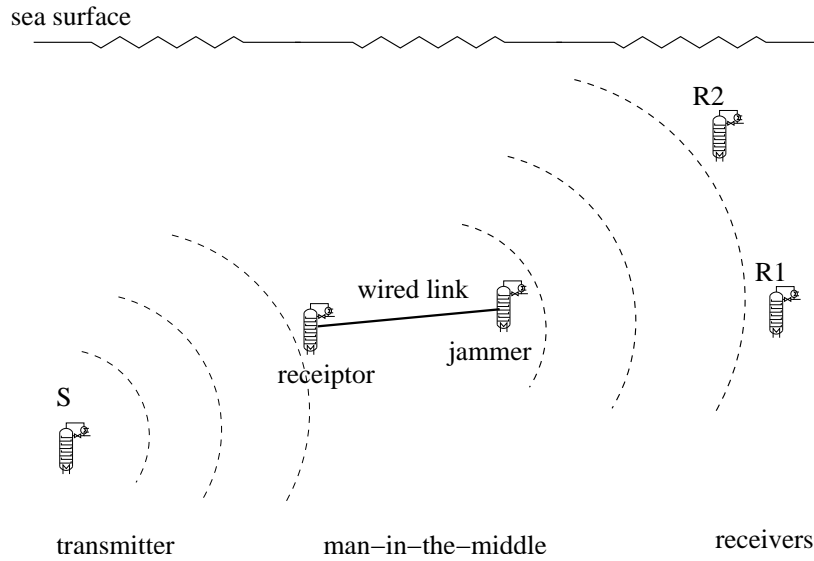 sea surface
R2
R1
wired link
jammer
receiptor
S
transmitter
man−in−the−middle
receivers